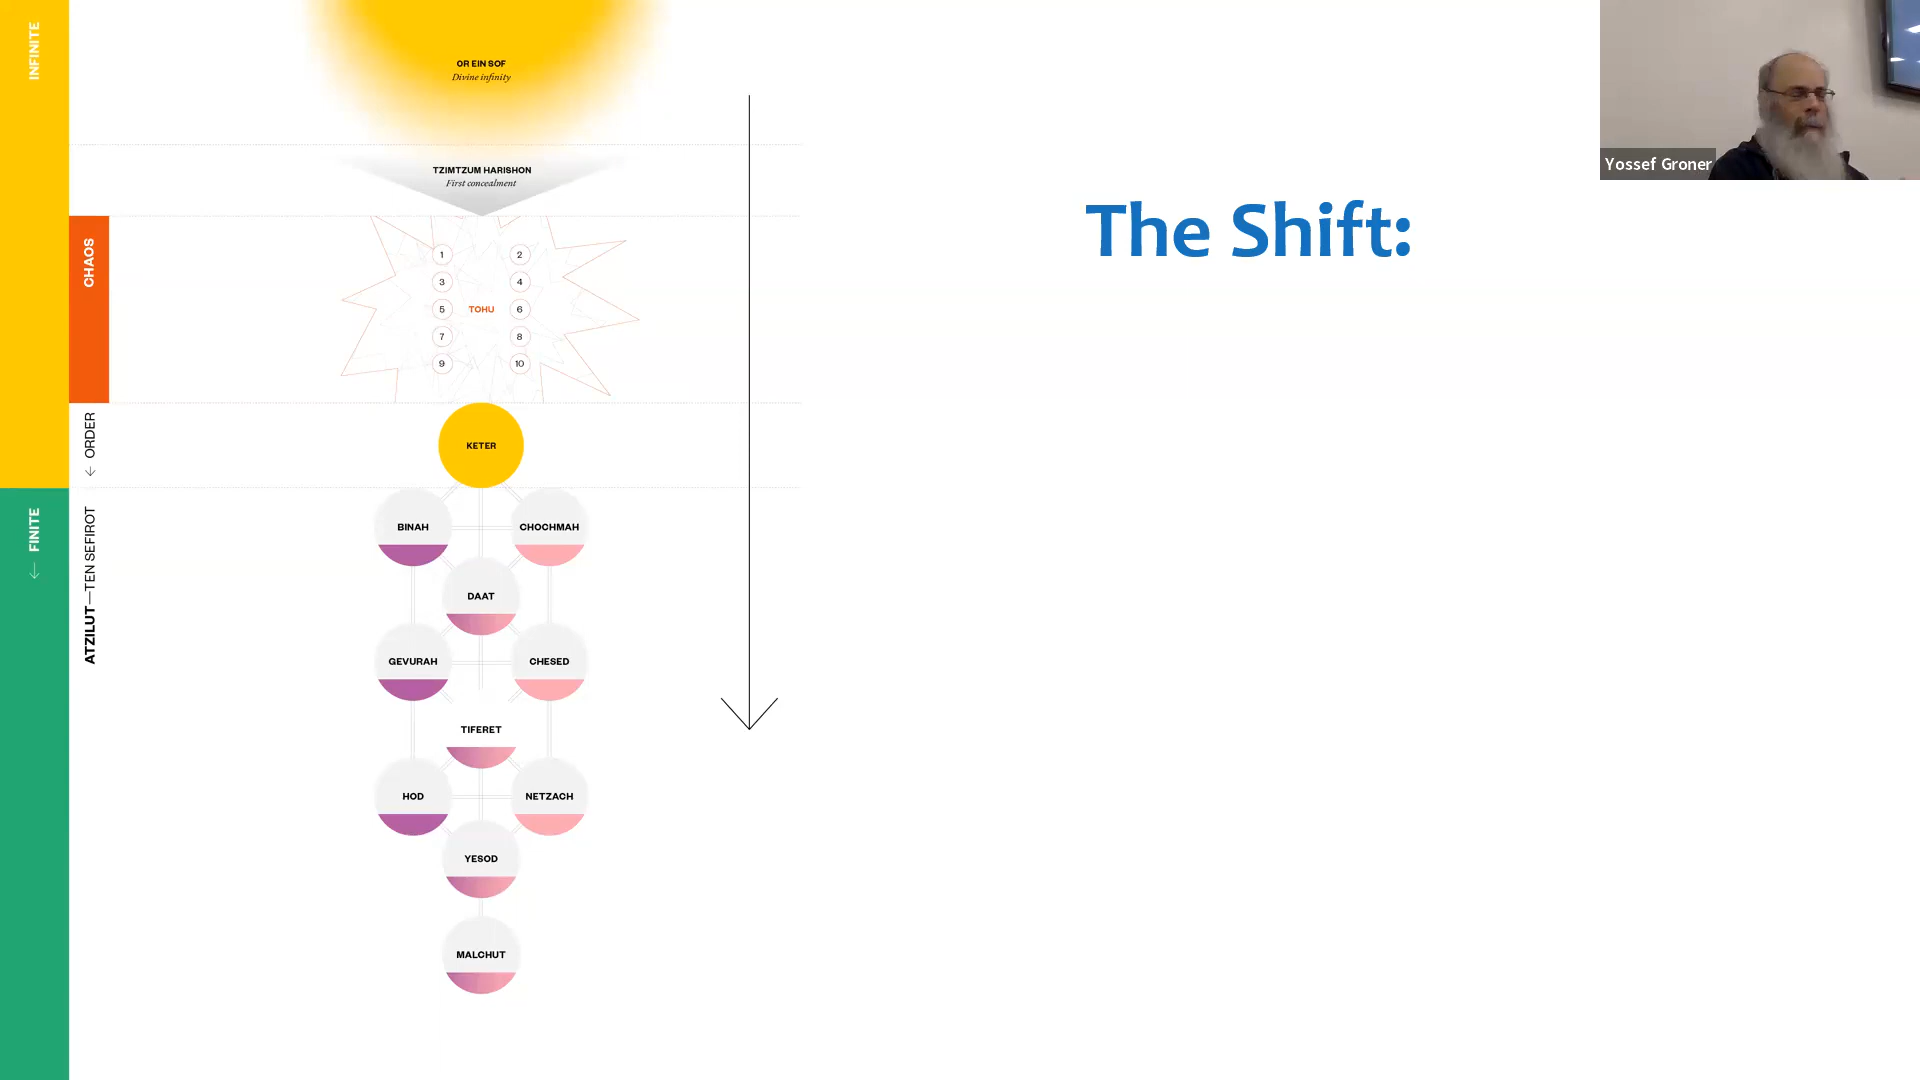 INFINITE
OR EIN SOF
Divine infinity
TZIMTZUM HARISHON
First concealment
CHAOS
1
2
3
4
5
TOHU
6
7
8
9
10
← ORDER
KETER
← FINITE
ATZILUT—TEN SEFIROT
BINAH
CHOCHMAH
DAAT
GEVURAH
CHESED
TIFERET
HOD
NETZACH
YESOD
MALCHUT
The Shift:
Yossef Groner